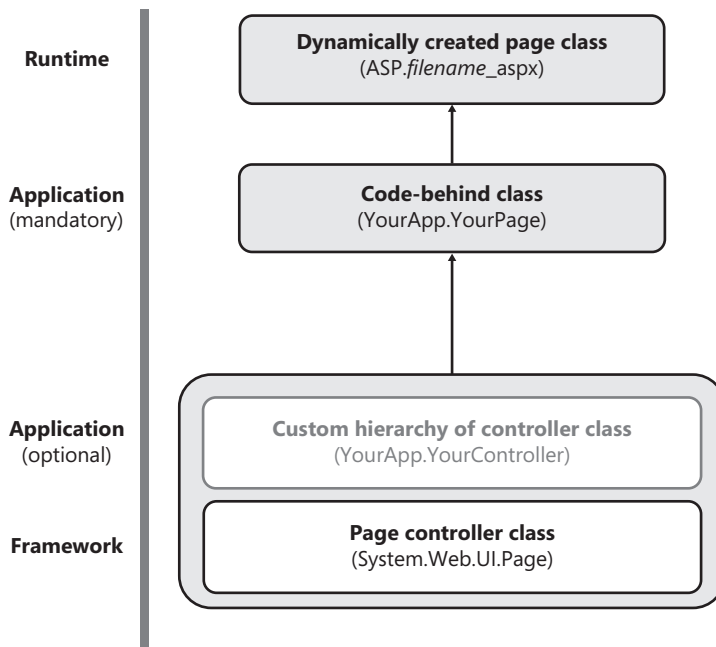 Runtime
Dynamically created page class
(ASP.filename_aspx)
Application
(mandatory)
Code-behind class
(YourApp.YourPage)
Application
(optional)
Custom hierarchy of controller class
(YourApp.YourController)
Framework
Page controller class
(System.Web.UI.Page)